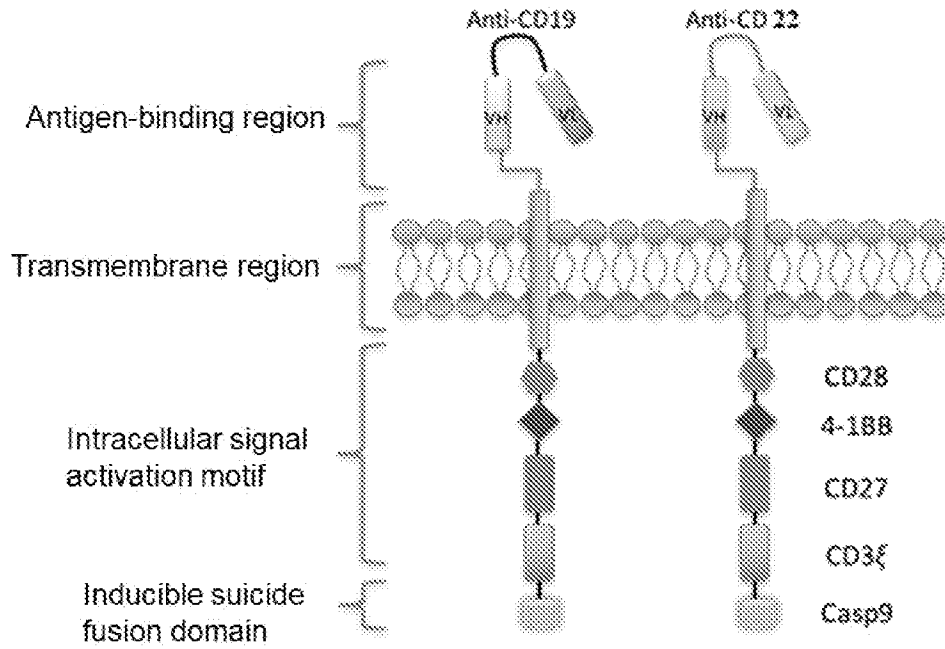 Anti-CD19
Anti-CD 22
Antigen-binding region
VH
VL
VH
VL
Transmembrane region
Intracellular signal
activation motif
CD28
4-1BB
CD27
CD3ξ
Inducible suicide
fusion domain
Casp9